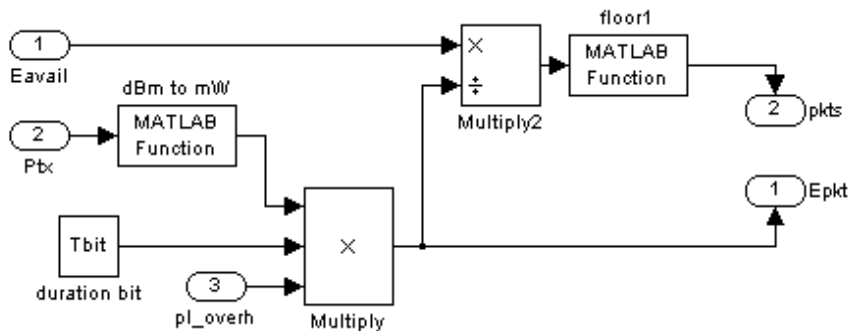 floor1
1
Eavail
×
÷
Multiply2
MATLAB
Function
2
pkts
dBm to mW
2
Ptx
MATLAB
Function
1
Epkt
Tbit
duration bit
×
Multiply
3
pl_overh